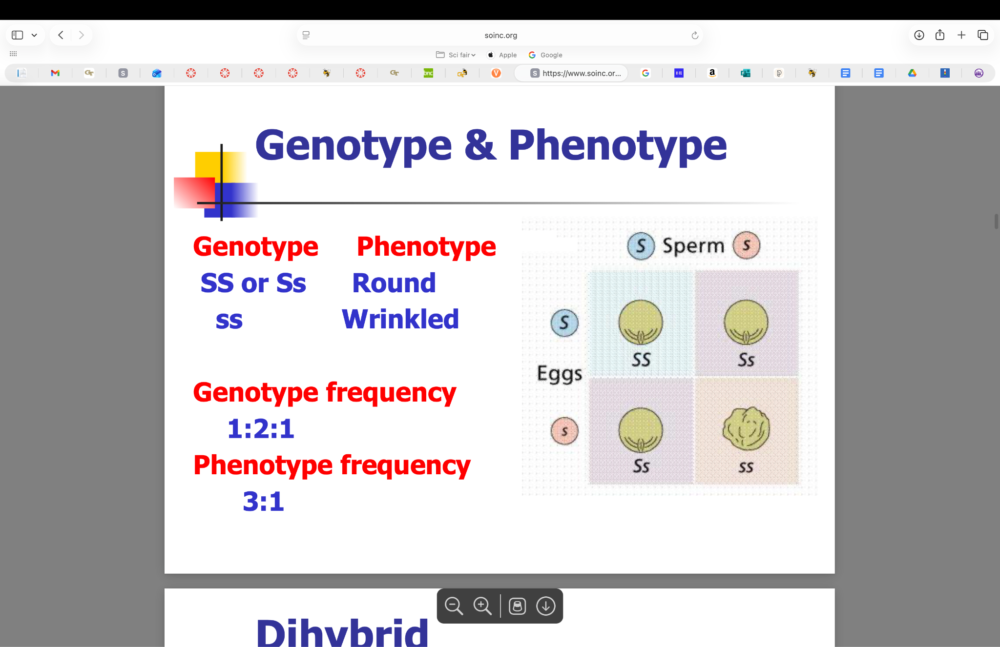 soinc.org
Sci fair
Apple
Google
S
https://www.soinc.or...
Genotype & Phenotype
Genotype Phenotype
SS or Ss Round
ss Wrinkled
Genotype frequency
1:2:1
Phenotype frequency
3:1
S Sperm s
S
SS Ss
Eggs
s
Ss ss
Dihybrid